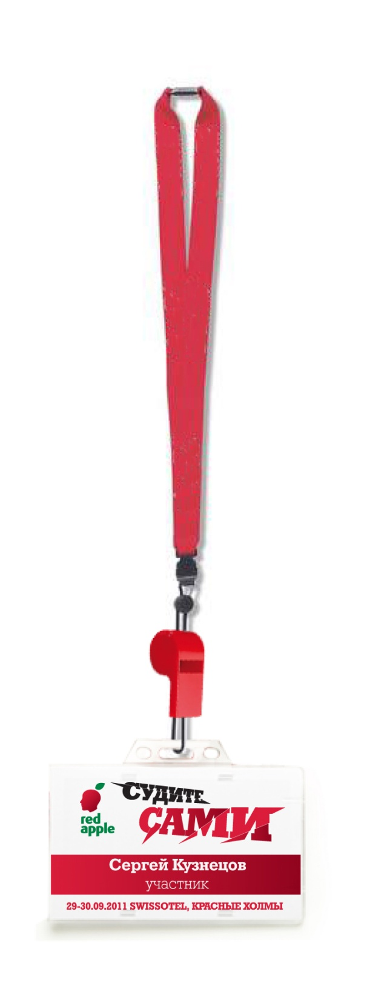 red
apple
СУДИТЕ
САМИ
Сергей Кузнецов
участник
29-30.09.2011 SWISSOTEL, КРАСНЫЕ ХОЛМЫ